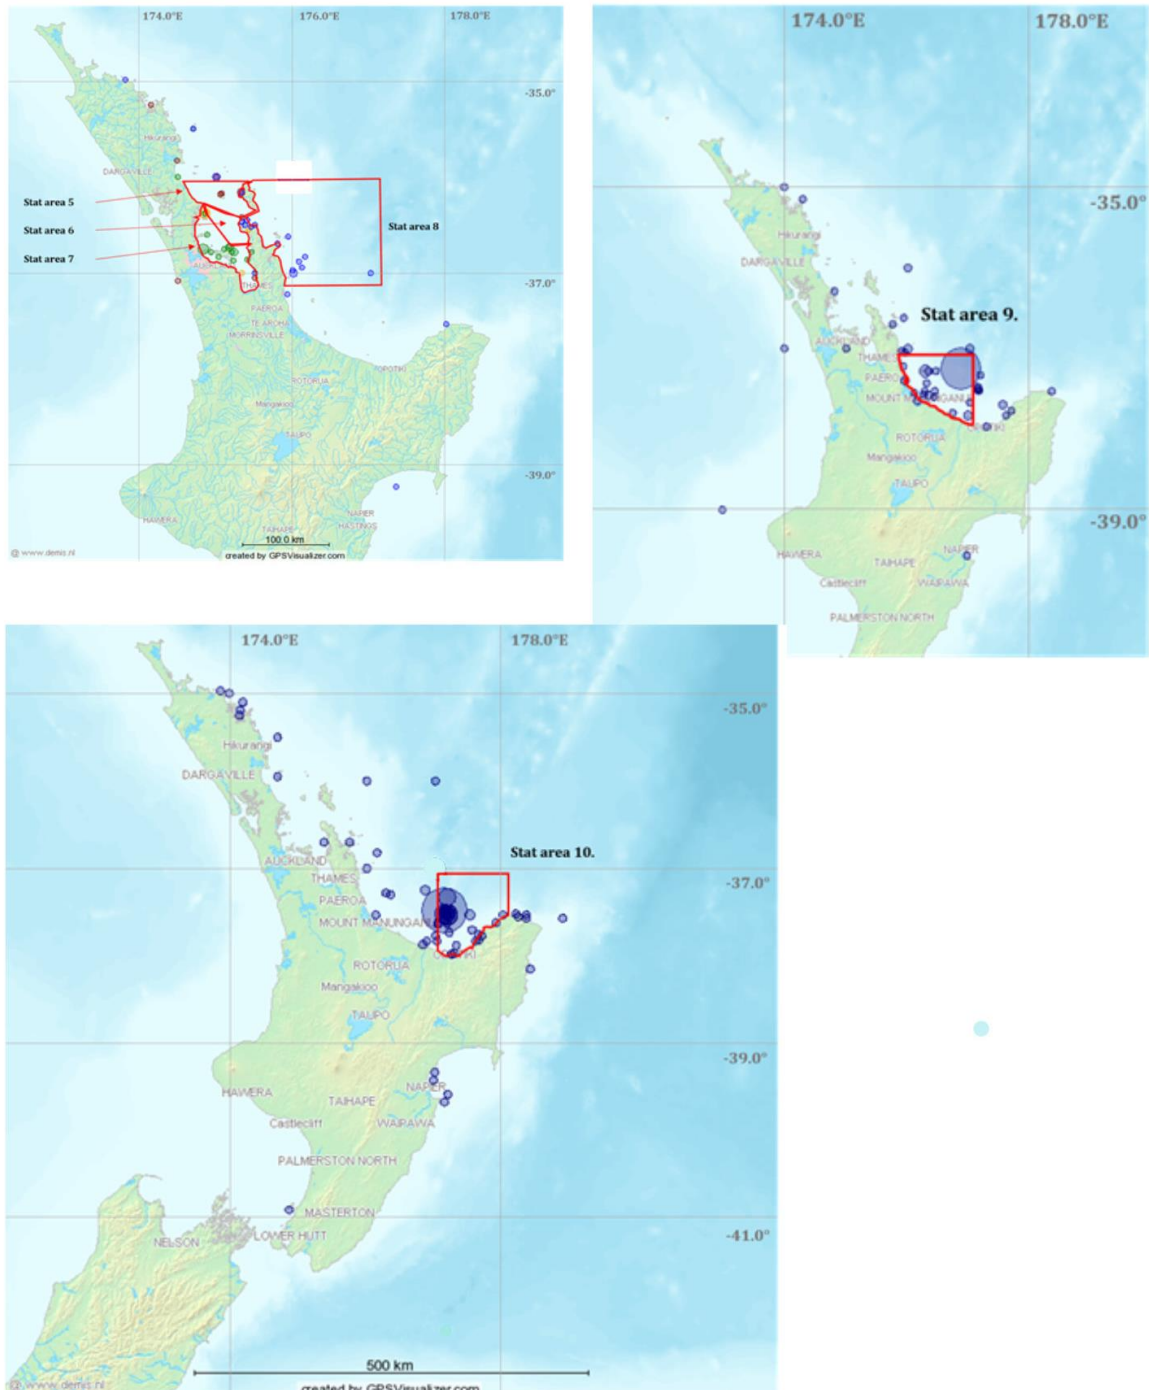 174.0°E 176.0°E 178.0°E
-35.0°
Hikurangi
DARGAVILLE
Stat area 5
Stat area 6
Stat area 8
Stat area 7
-37.0°
THAMES
PAEROA
TE AROHA
MORRINSVILLE
OPOTIKI
ROTORUA
Mangakino
TAUPO
-39.0°
NAPIER
HAWERA
HASTINGS
TAIHAPE
100.0 km
@ www.demis.nl
created by GPSVisualizer.com
174.0°E 178.0°E
-35.0°
Hikurangi
DARGAVILLE
Stat area 9.
AUCKLAND
THAMES
PAERO
MOUNT M NGANUI
ROTORUA
Mangakino
TAUPO
-39.0°
NAPIER
HAWERA
TAIHAPE
Castlecliff WAIPAWA
PALMERSTON NORTH
174.0°E 178.0°E
-35.0°
Hikurangi
DARGAVILLE
Stat area 10.
AUCKLAND
THAMES
-37.0°
PAEROA
MOUNT MANUNGANU
ROTORUA
Mangakino
TAUPO
-39.0°
NAPIER
HAWERA
TAIHAPE
Castlecliff WAIPAWA
PALMERSTON NORTH
MASTERTON
-41.0°
NELSON LOWER HUTT
500 km
@ www.demis.nl
created by GPSVisualizer.com